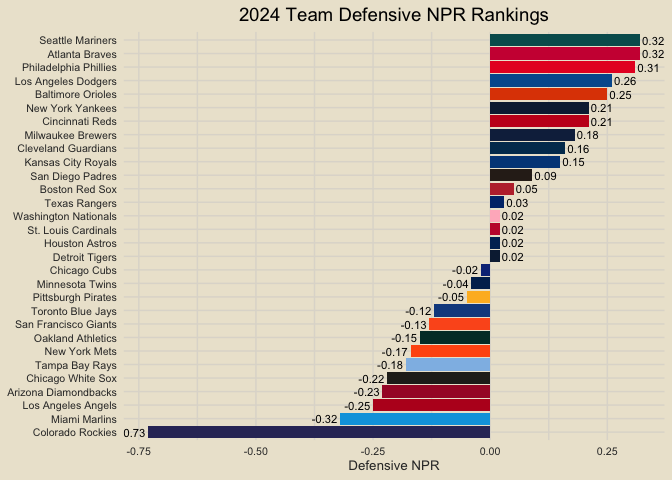 2024 Team Defensive NPR Rankings
Seattle Mariners 0.32
Atlanta Braves 0.32
Philadelphia Phillies 0.31
Los Angeles Dodgers 0.26
Baltimore Orioles 0.25
New York Yankees 0.21
Cincinnati Reds 0.21
Milwaukee Brewers 0.18
Cleveland Guardians 0.16
Kansas City Royals 0.15
San Diego Padres 0.09
Boston Red Sox 0.05
Texas Rangers 0.03
Washington Nationals 0.02
St. Louis Cardinals 0.02
Houston Astros 0.02
Detroit Tigers 0.02
Chicago Cubs -0.02
Minnesota Twins -0.04
Pittsburgh Pirates -0.05
Toronto Blue Jays -0.12
San Francisco Giants -0.13
Oakland Athletics -0.15
New York Mets -0.17
Tampa Bay Rays -0.18
Chicago White Sox -0.22
Arizona Diamondbacks -0.23
Los Angeles Angels -0.25
Miami Marlins -0.32
Colorado Rockies 0.73
-0.75 -0.50 -0.25 0.00 0.25
Defensive NPR